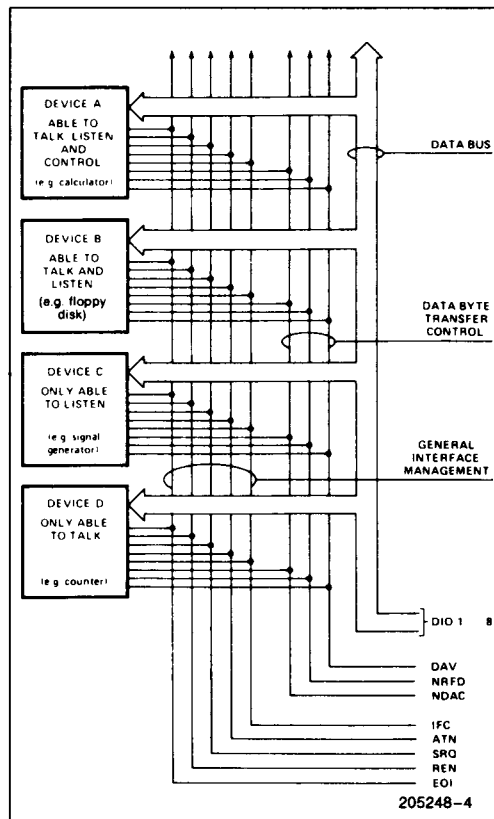 DEVICE A
ABLE TO
TALK LISTEN
AND
CONTROL
(e g calculator)
DATA BUS
DEVICE B
ABLE TO
TALK AND
LISTEN
(e.g. floppy
disk)
DATA BYTE
TRANSFER
CONTROL
DEVICE C
ONLY ABLE
TO LISTEN
(e g signal
generator)
GENERAL
INTERFACE
MANAGEMENT
DEVICE D
ONLY ABLE
TO TALK
(e g counter)
DIO 1 8
DAV
NRFD
NDAC
IFC
ATN
SRQ
REN
EOI
205248–4